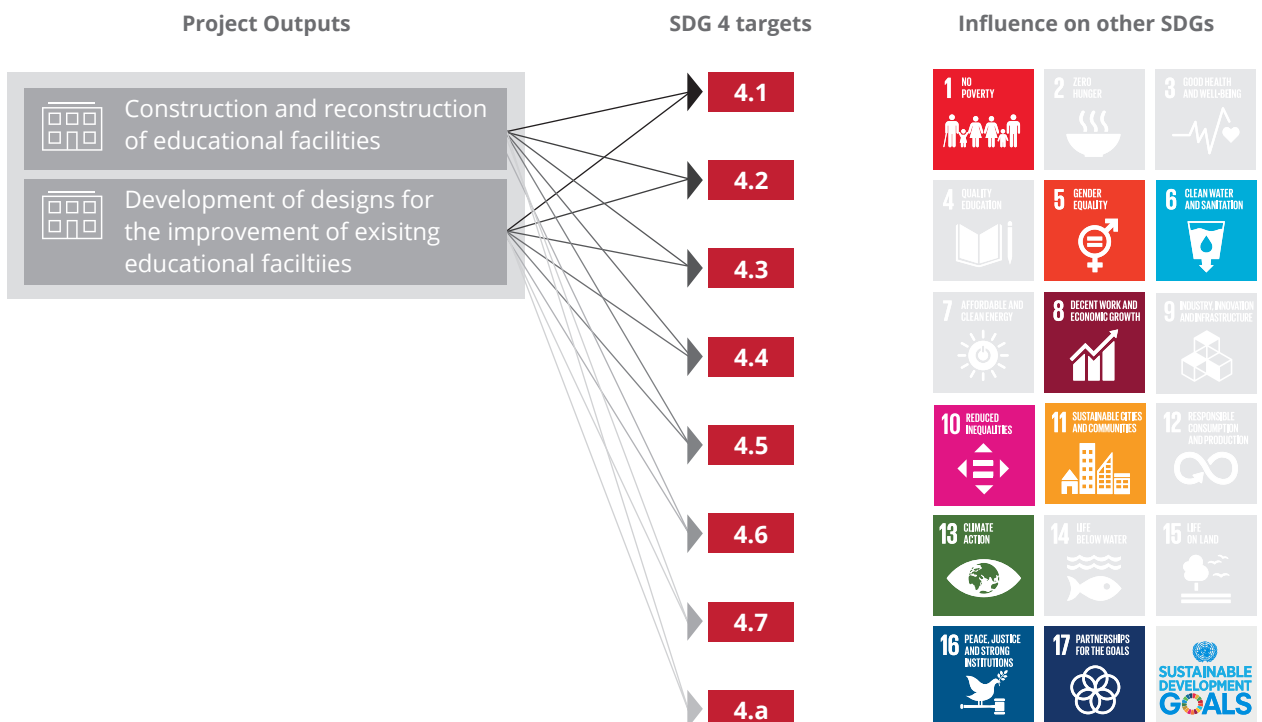 Project Outputs
SDG 4 targets
Influence on other SDGs
Construction and reconstruction
of educational facilities
Development of designs for
the improvement of exisitng
educational faciltiies
4.1
4.2
4.3
4.4
4.5
4.6
4.7
4.a
1 NO
POVERTY
2 ZERO
HUNGER
3 GOOD HEALTH
AND WELL-BEING
4 QUALITY
EDUCATION
5 GENDER
EQUALITY
6 CLEAN WATER
AND SANITATION
7 AFFORDABLE AND
CLEAN ENERGY
8 DECENT WORK AND
ECONOMIC GROWTH
9 INDUSTRY, INNOVATION
AND INFRASTRUCTURE
10 REDUCED
INEQUALITIES
11 SUSTAINABLE CITIES
AND COMMUNITIES
12 RESPONSIBLE
CONSUMPTION
AND PRODUCTION
13 CLIMATE
ACTION
14 LIFE
BELOW WATER
15 LIFE
ON LAND
16 PEACE, JUSTICE
AND STRONG
INSTITUTIONS
17 PARTNERSHIPS
FOR THE GOALS
SUSTAINABLE
DEVELOPMENT
GOALS